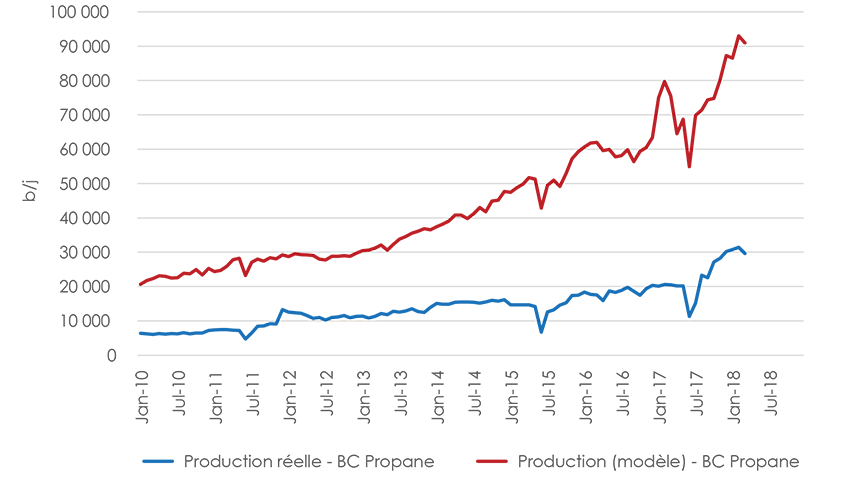 100 000
90 000
80 000
70 000
60 000
50 000
40 000
30 000
20 000
10 000
0
b/j
Jan-10
Jul-10
Jan-11
Jul-11
Jan-12
Jul-12
Jan-13
Jul-13
Jan-14
Jul-14
Jan-15
Jul-15
Jan-16
Jul-16
Jan-17
Jul-17
Jan-18
Jul-18
Production réelle - BC Propane
Production (modèle) - BC Propane